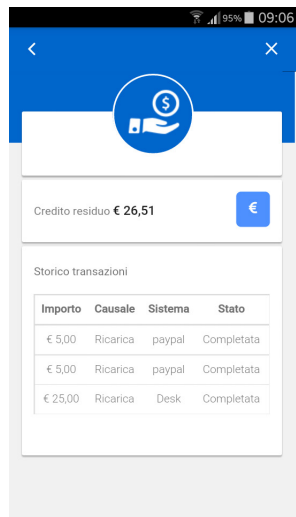 95% 09:06
$
Credito residuo € 26,51 €
Storico transazioni
Importo Causale Sistema Stato
€ 5,00 Ricarica paypal Completata
€ 5,00 Ricarica paypal Completata
€ 25,00 Ricarica Desk Completata